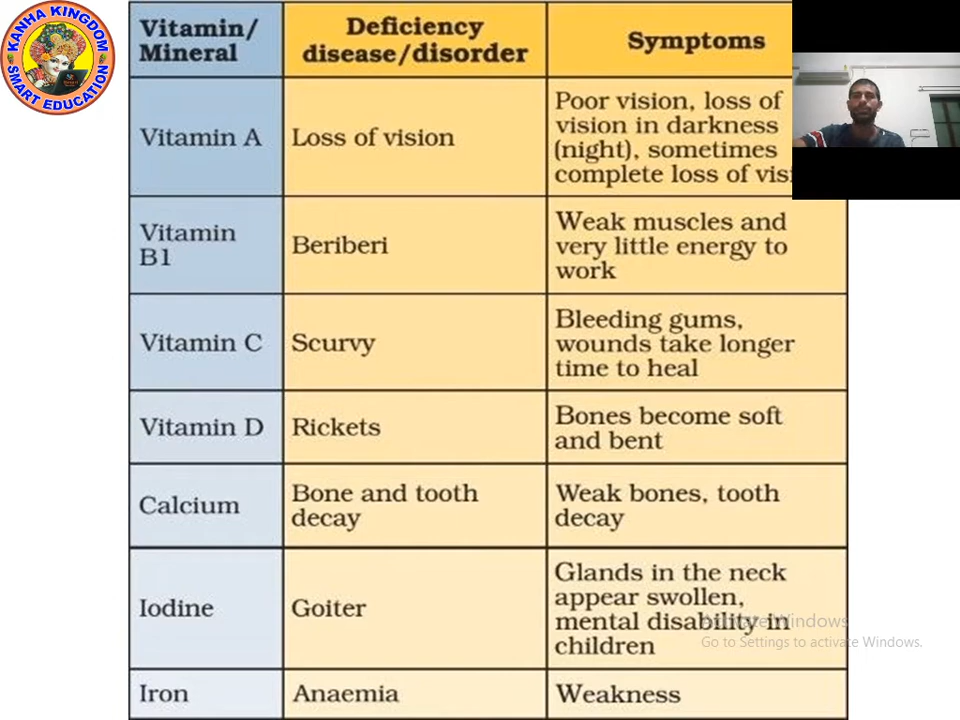 KANHA KINGDOM
SMART EDUCATION
Vitamin/
Mineral
Deficiency
disease/disorder
Symptoms
Vitamin A
Loss of vision
Poor vision, loss of
vision in darkness
(night), sometimes
complete loss of
Vitamin
B1
Beriberi
Weak muscles and
very little energy to
work
Vitamin C
Scurvy
Bleeding gums,
wounds take longer
time to heal
Vitamin D
Rickets
Bones become soft
and bent
Calcium
Bone and tooth
decay
Weak bones, tooth
decay
Iodine
Goiter
Glands in the neck
appear swollen,
mental disability in
children
Activate Windows
Go to Settings to activate Windows.
Iron
Anaemia
Weakness